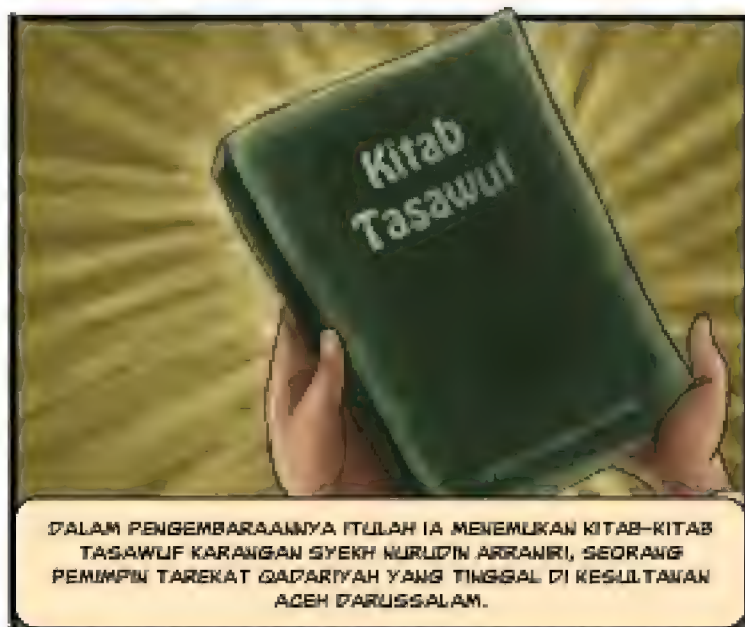 Kitab
Tasawuf
DALAM PENGEMBARAANNYA ITULAH IA MENEMUKAN KITAB-KITAB
TASAWUF KARANGAN SYEKH NURUDIN ARRANIRI, SEORANG
PEMIMPIN TAREKAT QADARIYAH YANG TINGGAL DI KESULTANAN
ACEH DARUSSALAM.